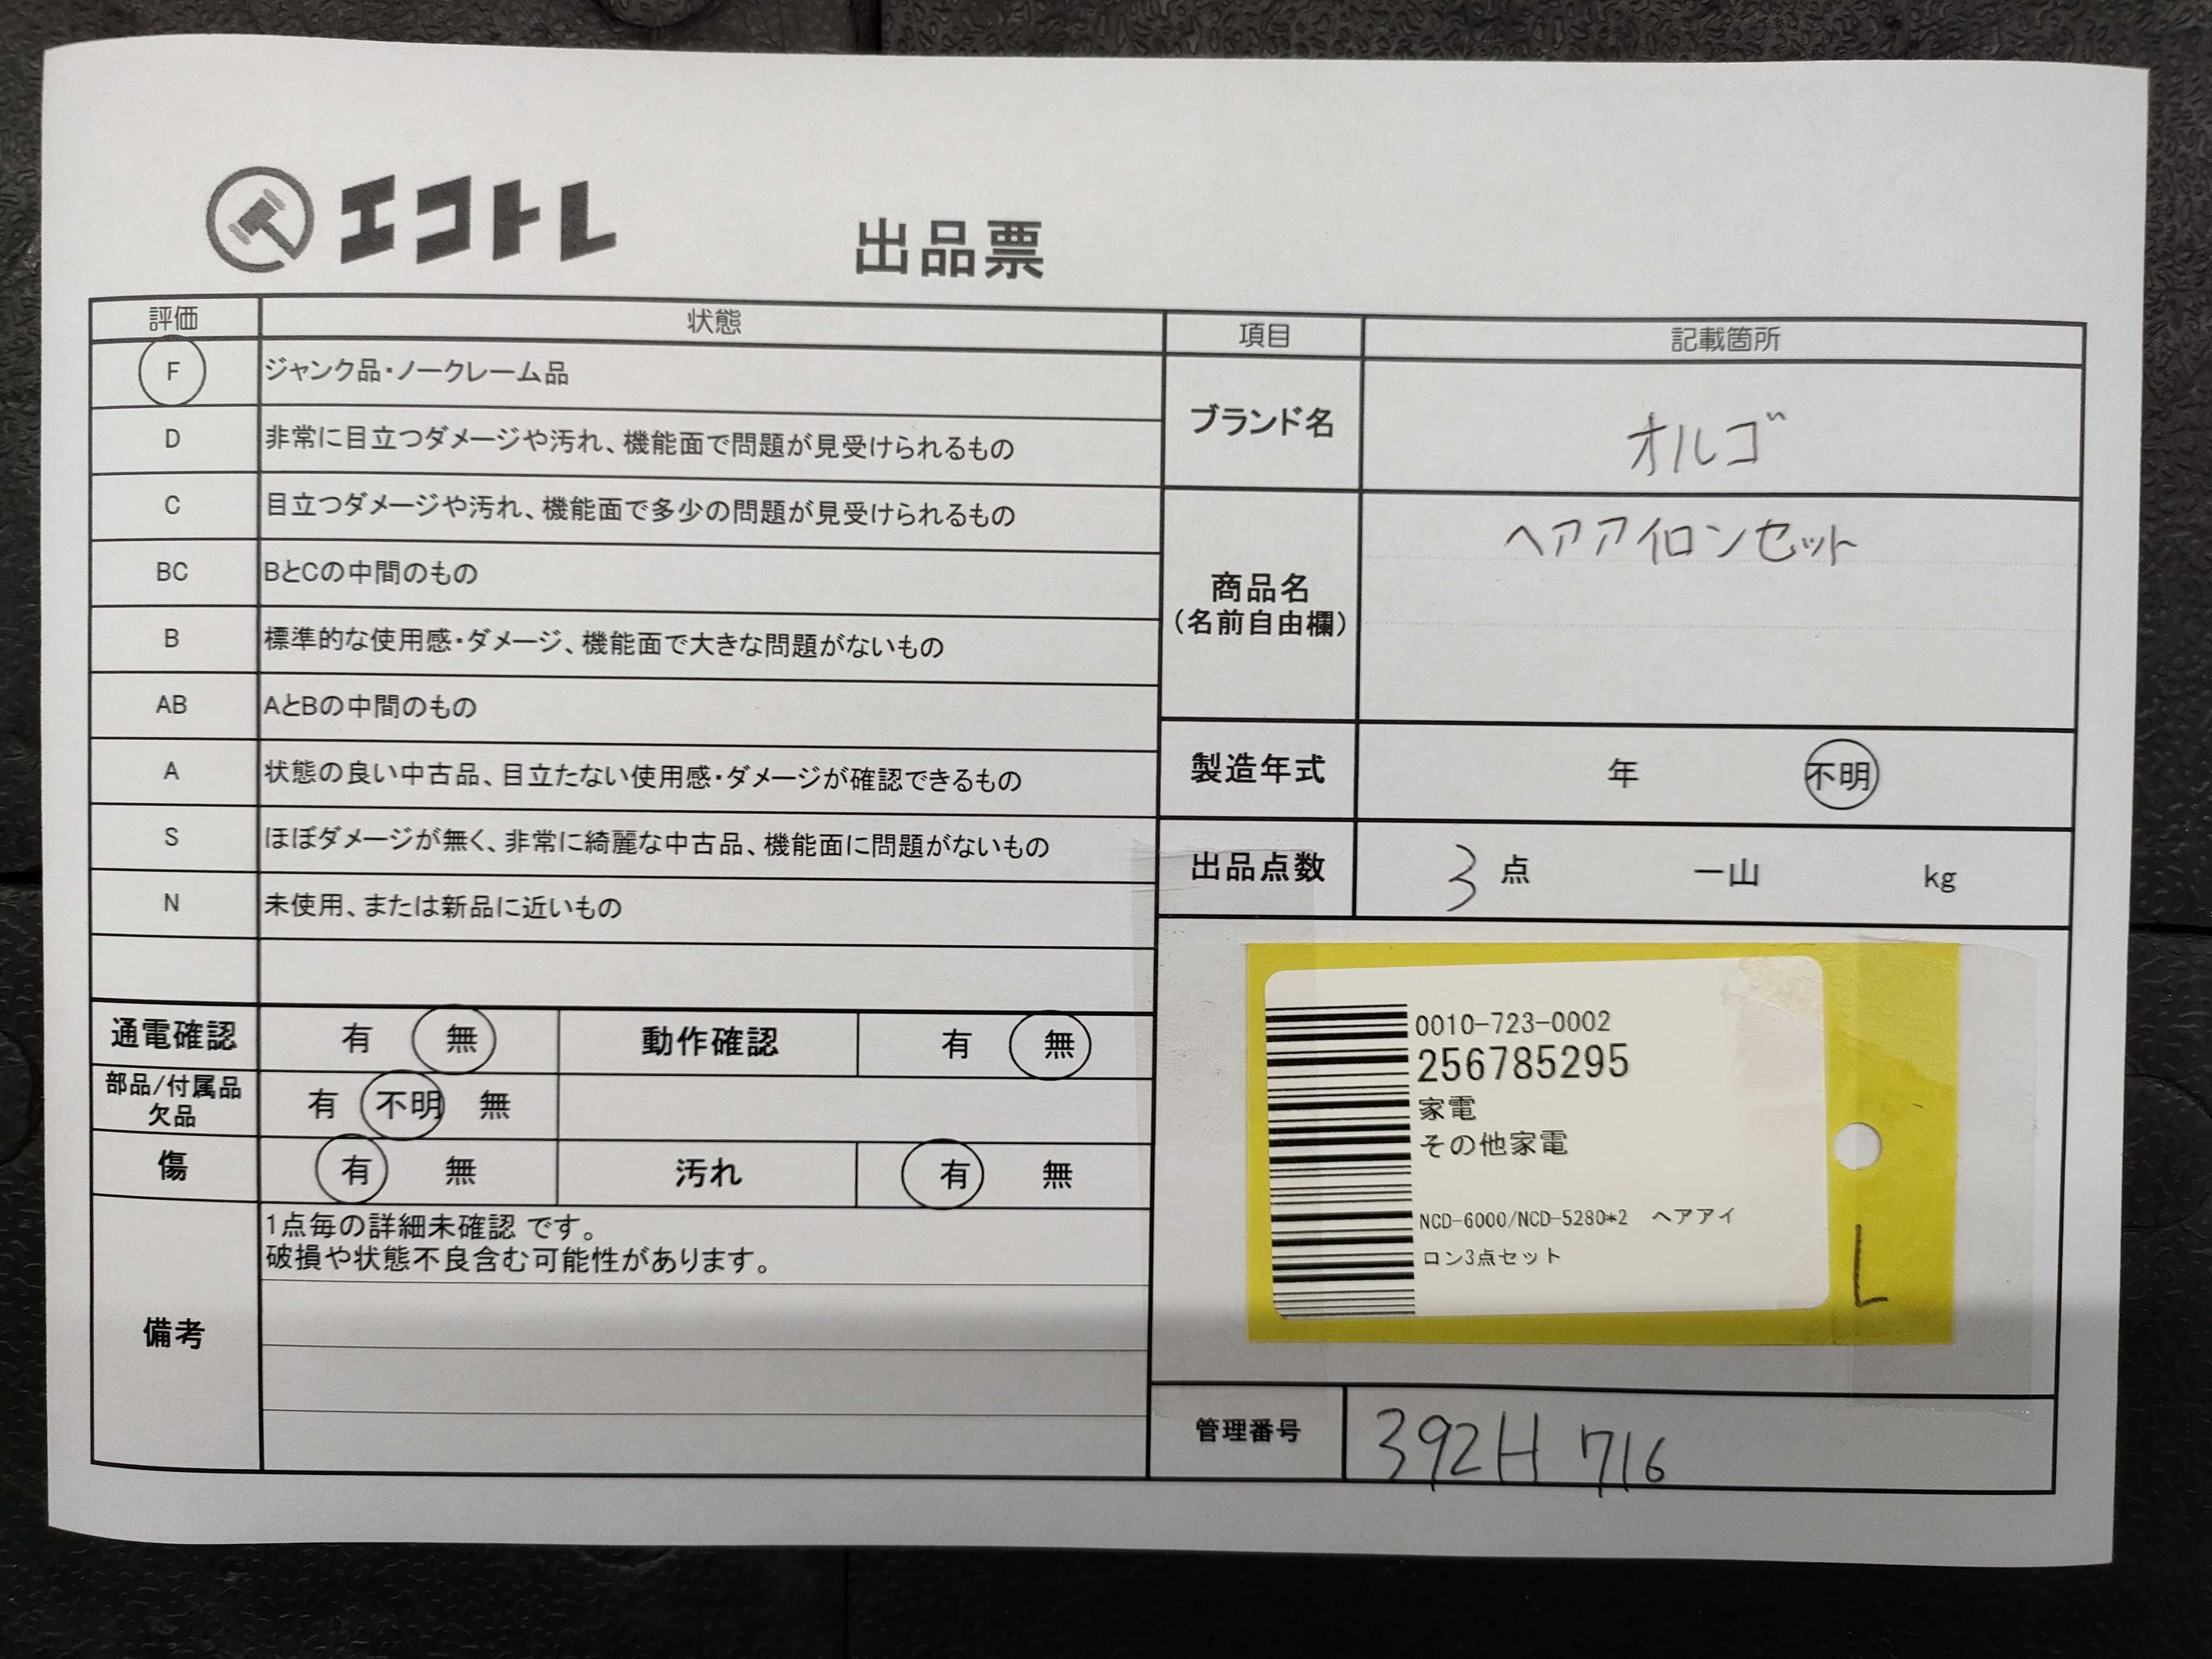 エコトレ
出品票
評価 状態
F ジャンク品・ノークレーム品
D 非常に目立つダメージや汚れ、機能面で問題が見受けられるもの
C 目立つダメージや汚れ、機能面で多少の問題が見受けられるもの
BC BとCの中間のもの
B 標準的な使用感・ダメージ、機能面で大きな問題がないもの
AB AとBの中間のもの
A 状態の良い中古品、目立たない使用感・ダメージが確認できるもの
S ほぼダメージが無く、非常に綺麗な中古品、機能面に問題がないもの
N 未使用、または新品に近いもの
通電確認 有 無 動作確認 有 無
部品/付属品
欠品 有 不明 無
傷 有 無 汚れ 有 無
備考
1点毎の詳細未確認 です。
破損や状態不良含む可能性があります。
項目 記載箇所
ブランド名 オルゴ
商品名
(名前自由欄)
ヘアアイロンセット
製造年式 年 不明
出品点数 3 点 一山 kg
0010-723-0002
256785295
家電
その他家電
NCD-6000/NCD-5280*2 ヘアアイ
ロン3点セット
L
管理番号 392H 716